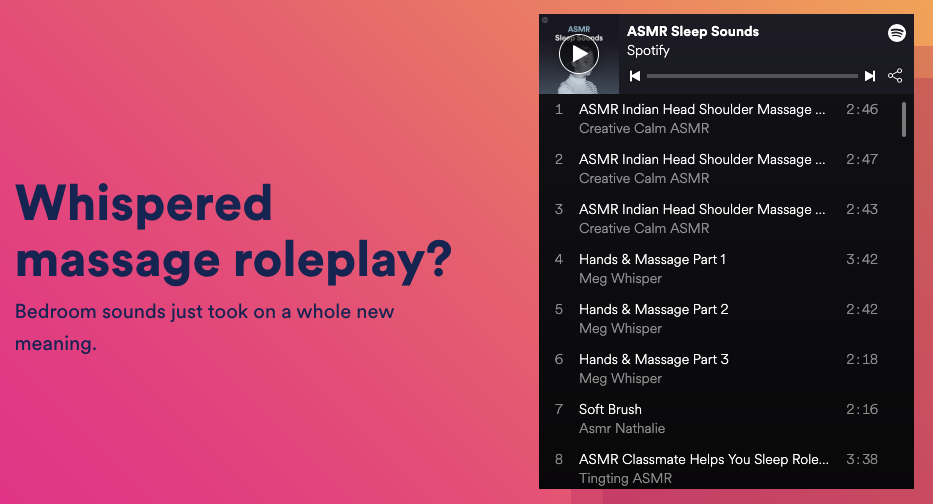 Whispered
massage roleplay?
Bedroom sounds just took on a whole new
meaning.
ASMR
Sleep Sounds
ASMR Sleep Sounds
Spotify
1 ASMR Indian Head Shoulder Massage ... 2:46
Creative Calm ASMR
2 ASMR Indian Head Shoulder Massage ... 2:47
Creative Calm ASMR
3 ASMR Indian Head Shoulder Massage ... 2:43
Creative Calm ASMR
4 Hands & Massage Part 1 3:42
Meg Whisper
5 Hands & Massage Part 2 2:42
Meg Whisper
6 Hands & Massage Part 3 2:18
Meg Whisper
7 Soft Brush 2:16
Asmr Nathalie
8 ASMR Classmate Helps You Sleep Role... 3:38
Tingting ASMR